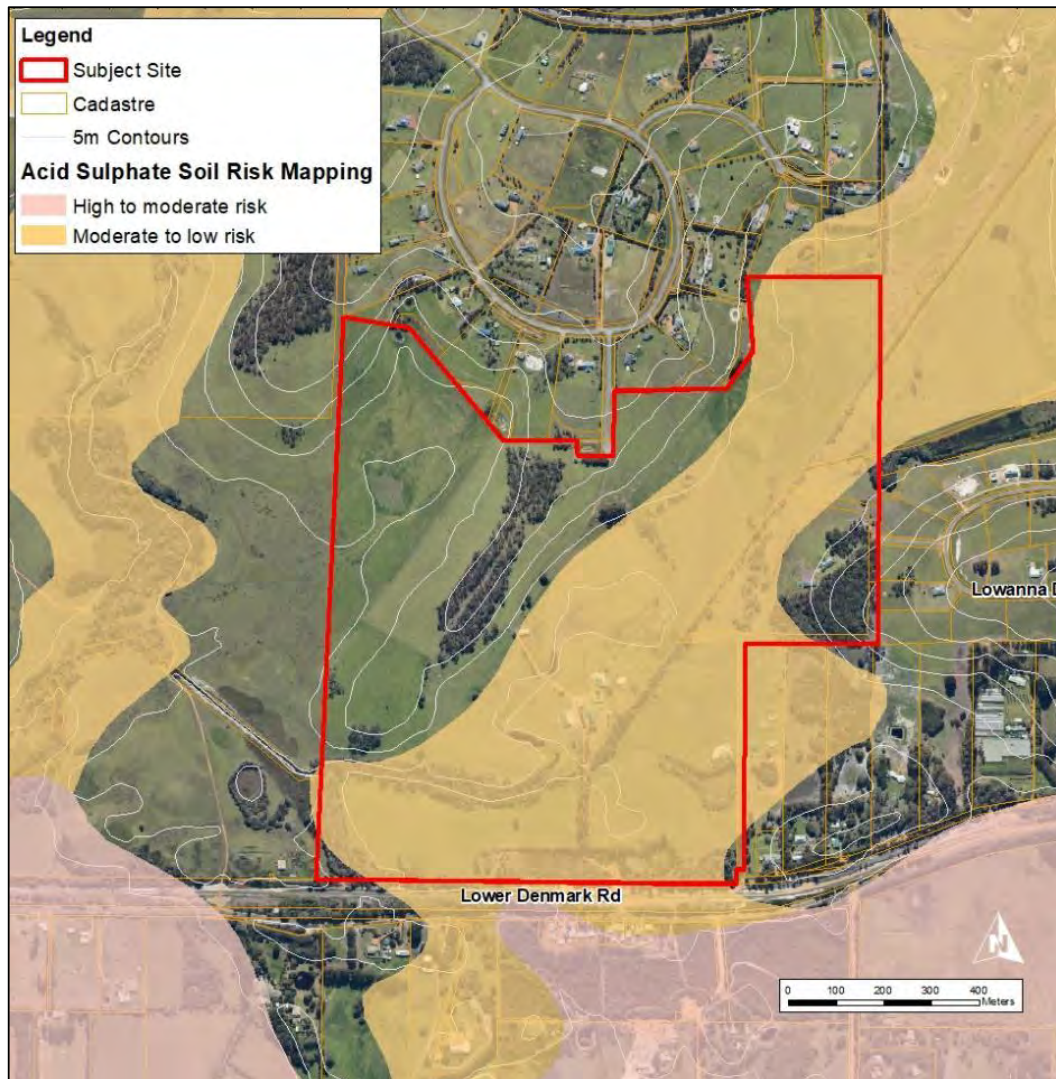 Legend
Subject Site
Cadastre
5m Contours
Acid Sulphate Soil Risk Mapping
High to moderate risk
Moderate to low risk
Lowanna D
Lower Denmark Rd
N
0 100 200 300 400
Meters